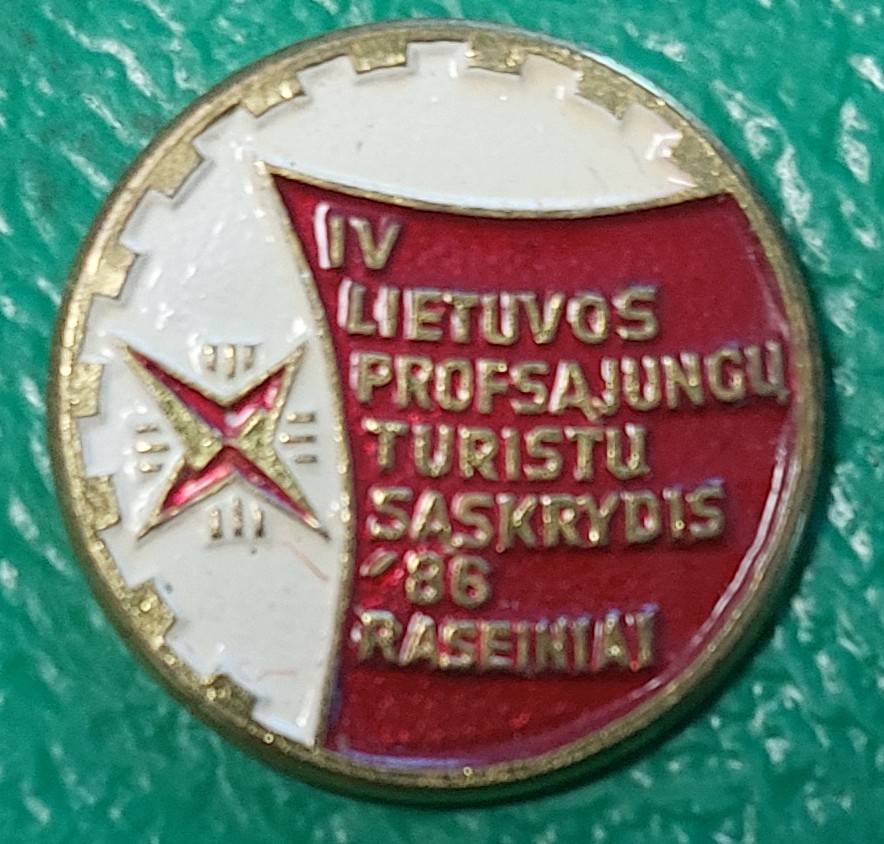 IV
LIETUVOS
PROFSĄJUNGŲ
TURISTŲ
SĄSKRYDIS
'86
RASEINIAI